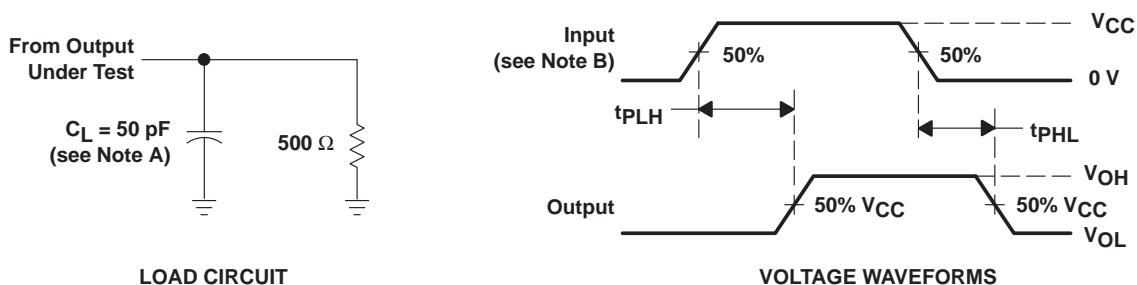 From Output
Under Test
CL = 50 pF
(see Note A)
500 Ω
LOAD CIRCUIT
Input
(see Note B)
50%
50%
VCC
0 V
tPLH
tPHL
Output
50% VCC
50% VCC
VOH
VOL
VOLTAGE WAVEFORMS